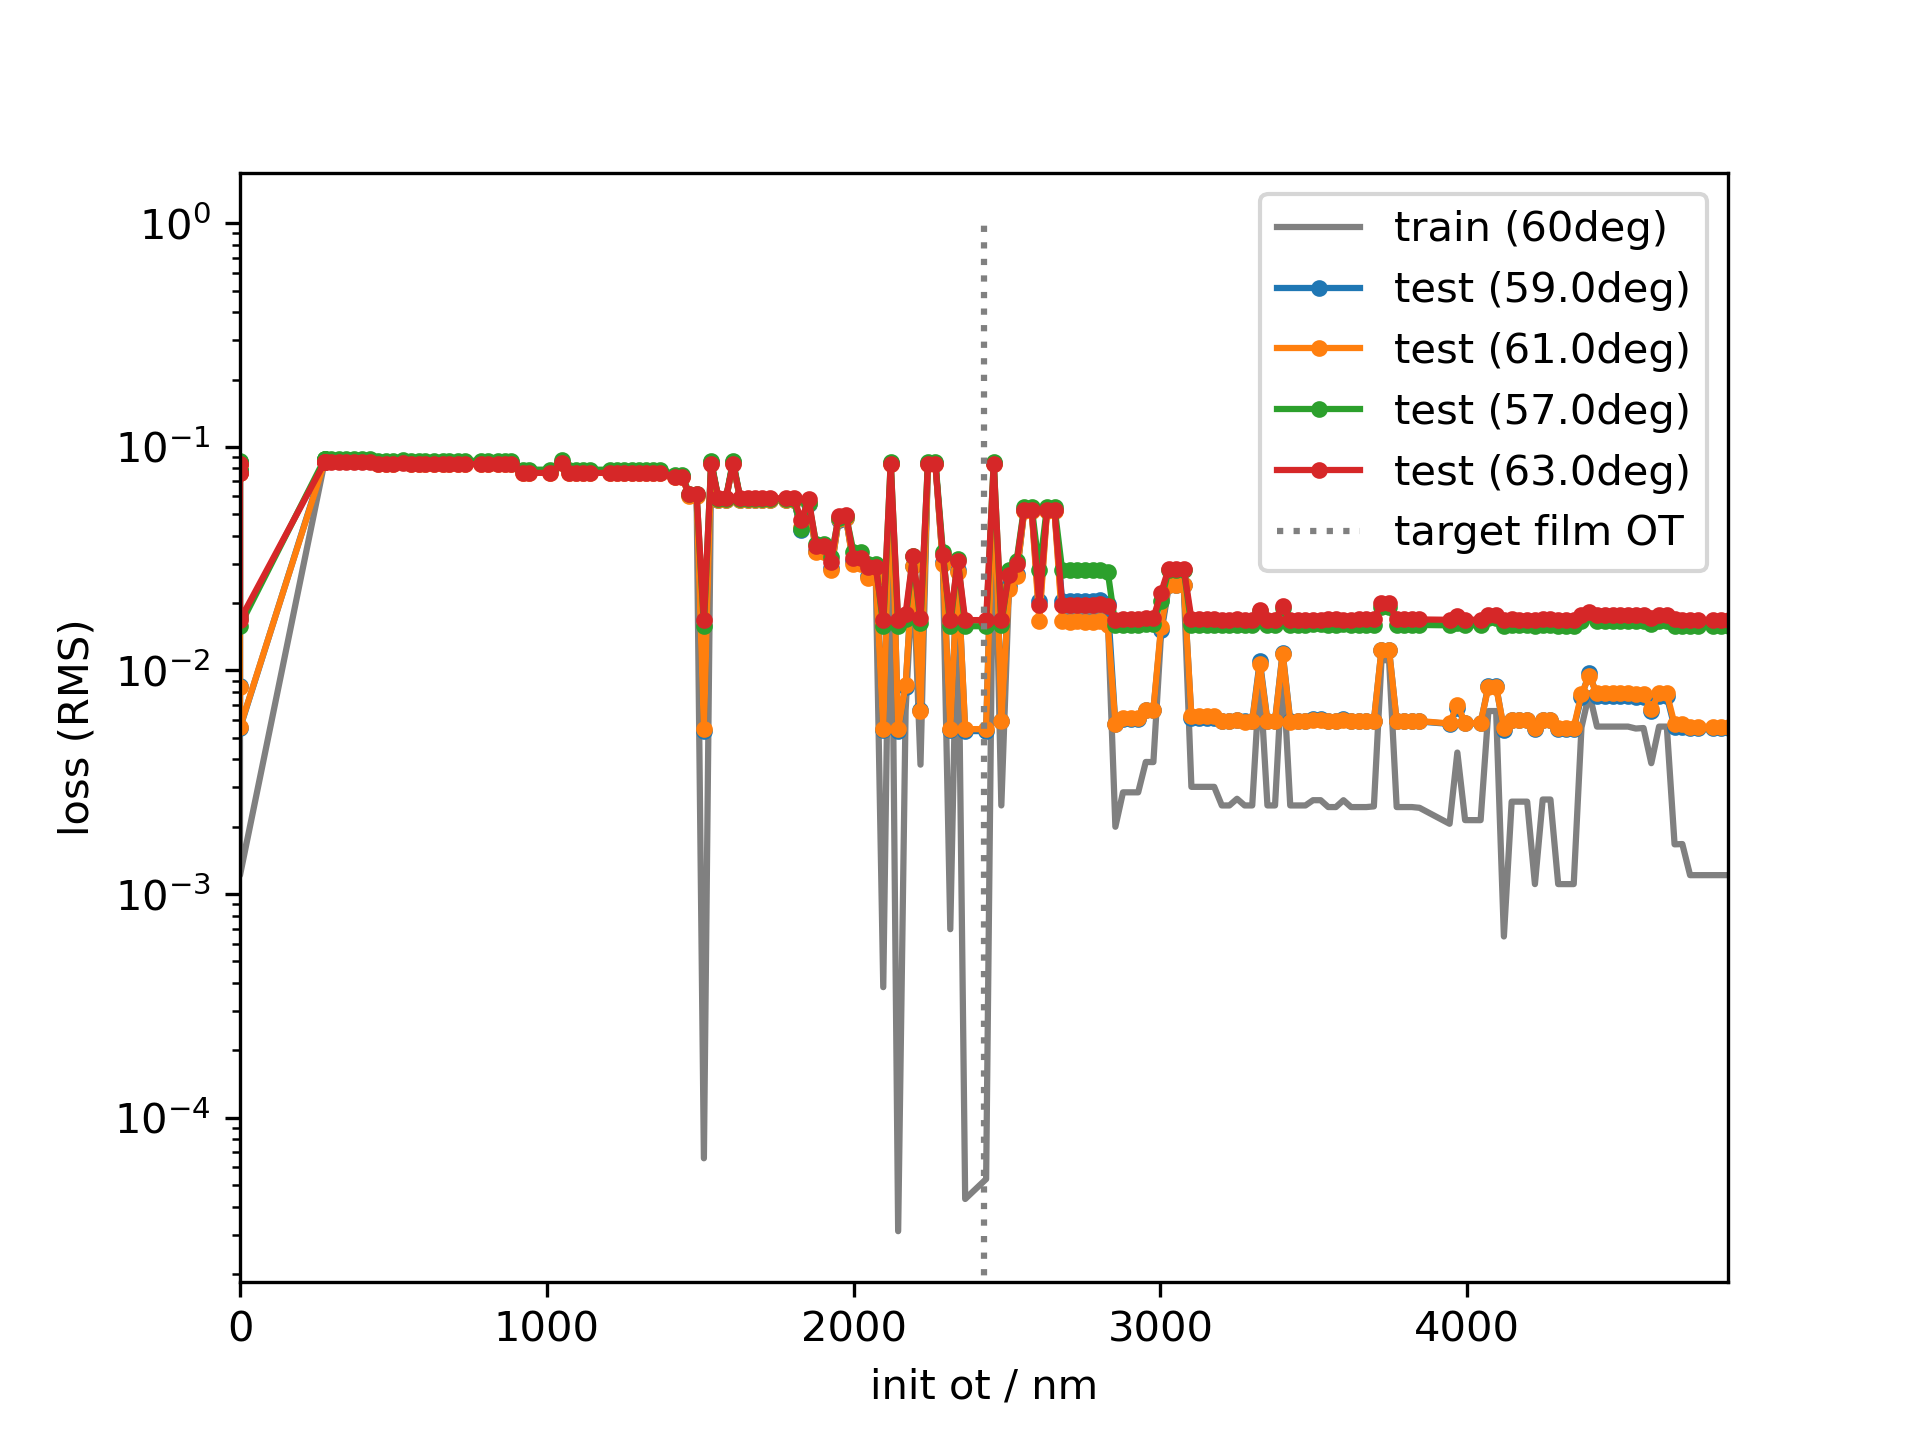 10^0
10^−1
10^−2
10^−3
10^−4
loss (RMS)
train (60deg)
test (59.0deg)
test (61.0deg)
test (57.0deg)
test (63.0deg)
target film OT
0 1000 2000 3000 4000
init ot / nm